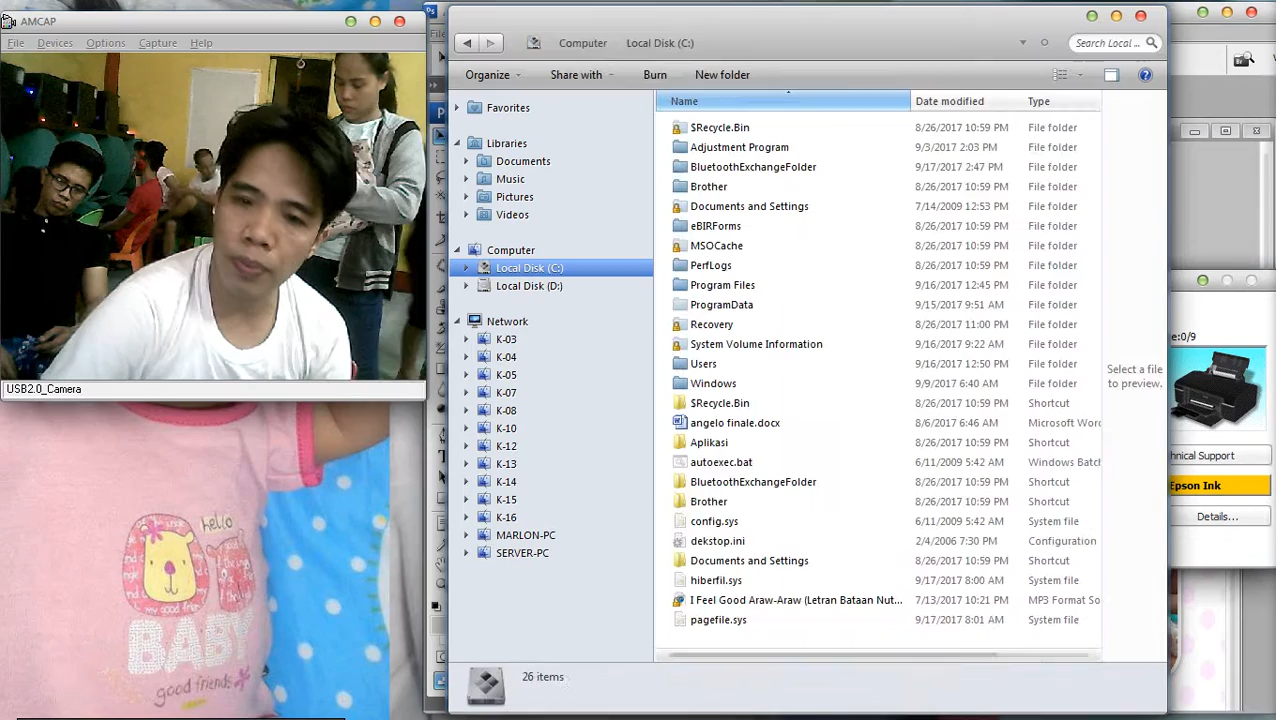 AMCAP
File Devices Options Capture Help
USB2.0_Camera
hello
BABY
good friends
Computer Local Disk (C:)
Search Local ...
Organize Share with Burn New folder
Favorites
Libraries
Documents
Music
Pictures
Videos
Computer
Local Disk (C:)
Local Disk (D:)
Network
K-03
K-04
K-05
K-07
K-08
K-10
K-12
K-13
K-14
K-15
K-16
MARLON-PC
SERVER-PC
Name Date modified Type
$Recycle.Bin 8/26/2017 10:59 PM File folder
Adjustment Program 9/3/2017 2:03 PM File folder
BluetoothExchangeFolder 9/17/2017 2:47 PM File folder
Brother 8/26/2017 10:59 PM File folder
Documents and Settings 7/14/2009 12:53 PM File folder
eBIRForms 8/26/2017 10:59 PM File folder
MSOCache 8/26/2017 10:59 PM File folder
PerfLogs 8/26/2017 10:59 PM File folder
Program Files 9/16/2017 12:45 PM File folder
ProgramData 9/15/2017 9:51 AM File folder
Recovery 8/26/2017 11:00 PM File folder
System Volume Information 9/16/2017 9:22 AM File folder
Users 9/16/2017 12:50 PM File folder
Windows 9/9/2017 6:40 AM File folder
$Recycle.Bin 8/26/2017 10:59 PM Shortcut
angelo finale.docx 8/6/2017 6:46 AM Microsoft Worc
Aplikasi 8/26/2017 10:59 PM Shortcut
autoexec.bat 6/11/2009 5:42 AM Windows Batch
BluetoothExchangeFolder 8/26/2017 10:59 PM Shortcut
Brother 8/26/2017 10:59 PM Shortcut
config.sys 6/11/2009 5:42 AM System file
dekstop.ini 2/4/2006 7:30 PM Configuration
Documents and Settings 8/26/2017 10:59 PM Shortcut
hiberfil.sys 9/17/2017 8:00 AM System file
I Feel Good Araw-Araw (Letran Bataan Nut... 7/13/2017 10:21 PM MP3 Format So
pagefile.sys 9/17/2017 8:01 AM System file
Select a file
to preview.
26 items
e:0/9
hnical Support
Epson Ink
Details...